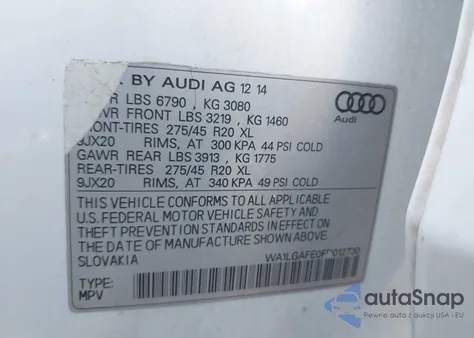 BY AUDI AG 12 14
LBS 6790 , KG 3080
GAWR FRONT LBS 3219 , KG 1460
FRONT-TIRES 275/45 R20 XL
9JX20 RIMS, AT 300 KPA 44 PSI COLD
GAWR REAR LBS 3913 , KG 1775
REAR-TIRES 275/45 R20 XL
9JX20 RIMS, AT 340 KPA 49 PSI COLD
Audi
THIS VEHICLE CONFORMS TO ALL APPLICABLE
U.S. FEDERAL MOTOR VEHICLE SAFETY AND
THEFT PREVENTION STANDARDS IN EFFECT
ON THE DATE OF MANUFACTURE SHOWN ABOVE.
SLOVAKIA
WA1LGAFE0FD012730
TYPE:
MPV
autoSnap
Pewne auto z aukcji USA i EU